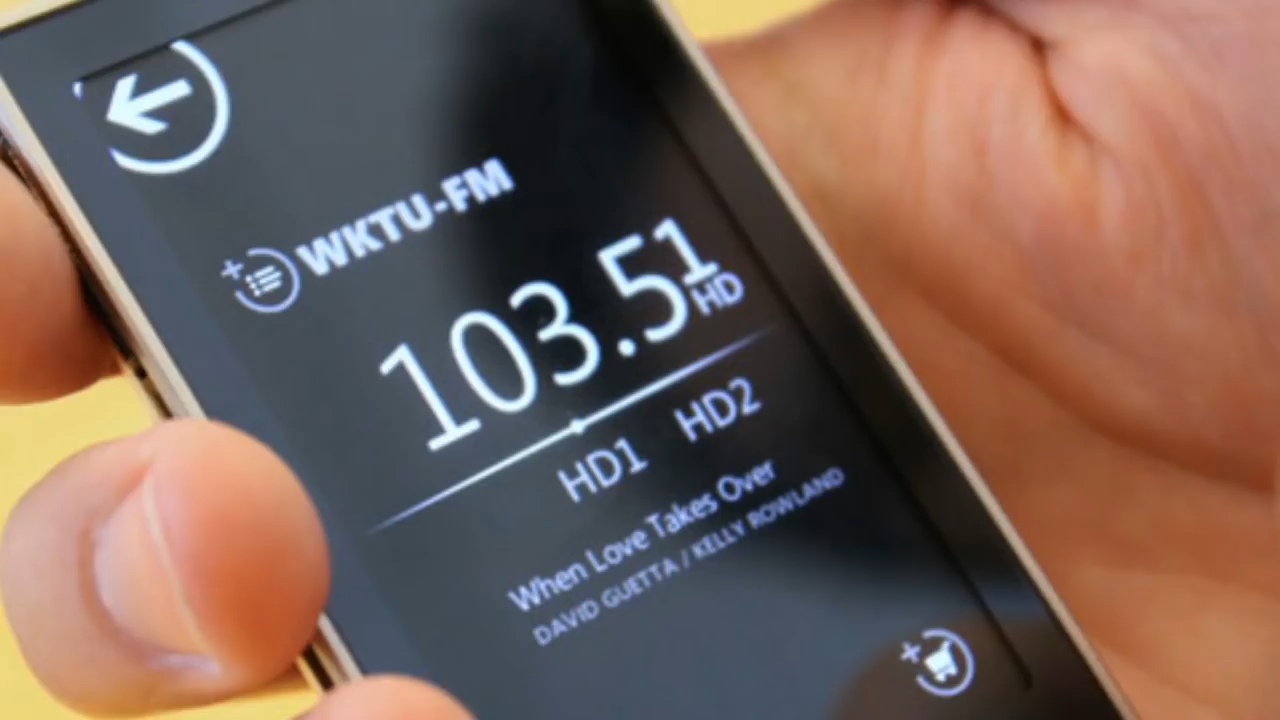 WKTU-FM
103.51
HD
HD1 HD2
When Love Takes Over
DAVID GUETTA / KELLY ROWLAND